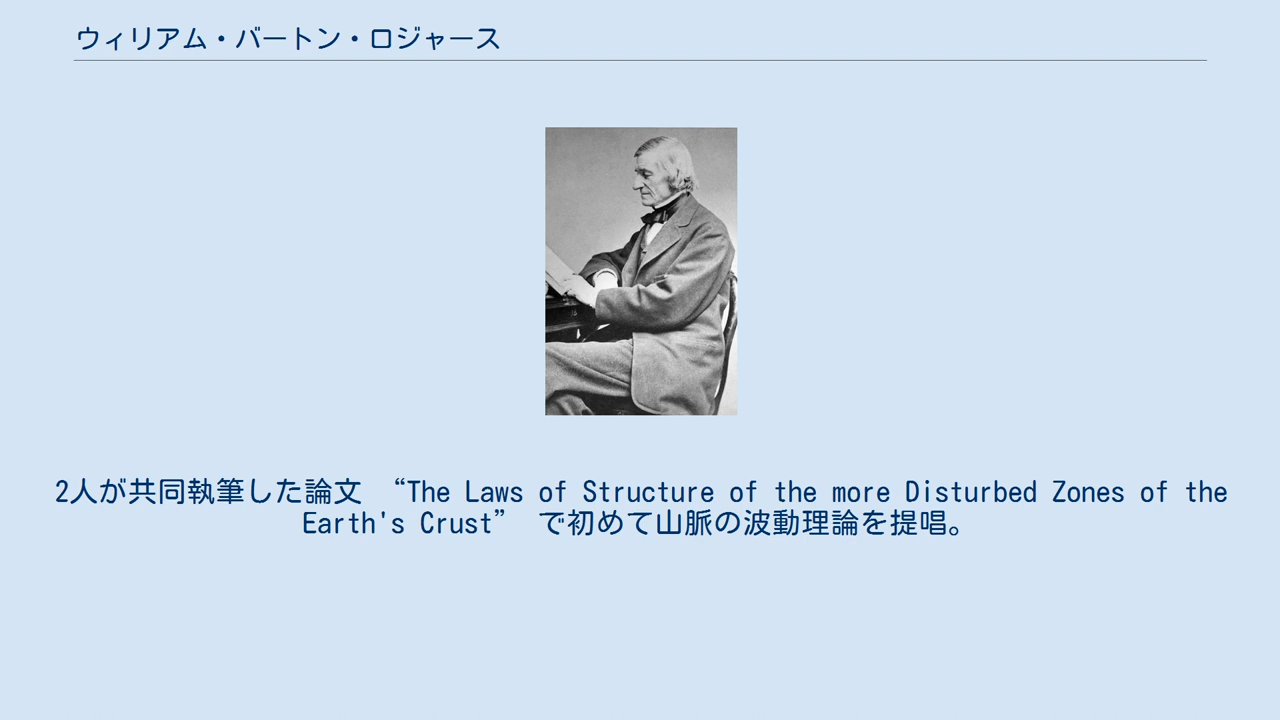 ウィリアム・バートン・ロジャース
2人が共同執筆した論文 “The Laws of Structure of the more Disturbed Zones of the
Earth's Crust” で初めて山脈の波動理論を提唱。